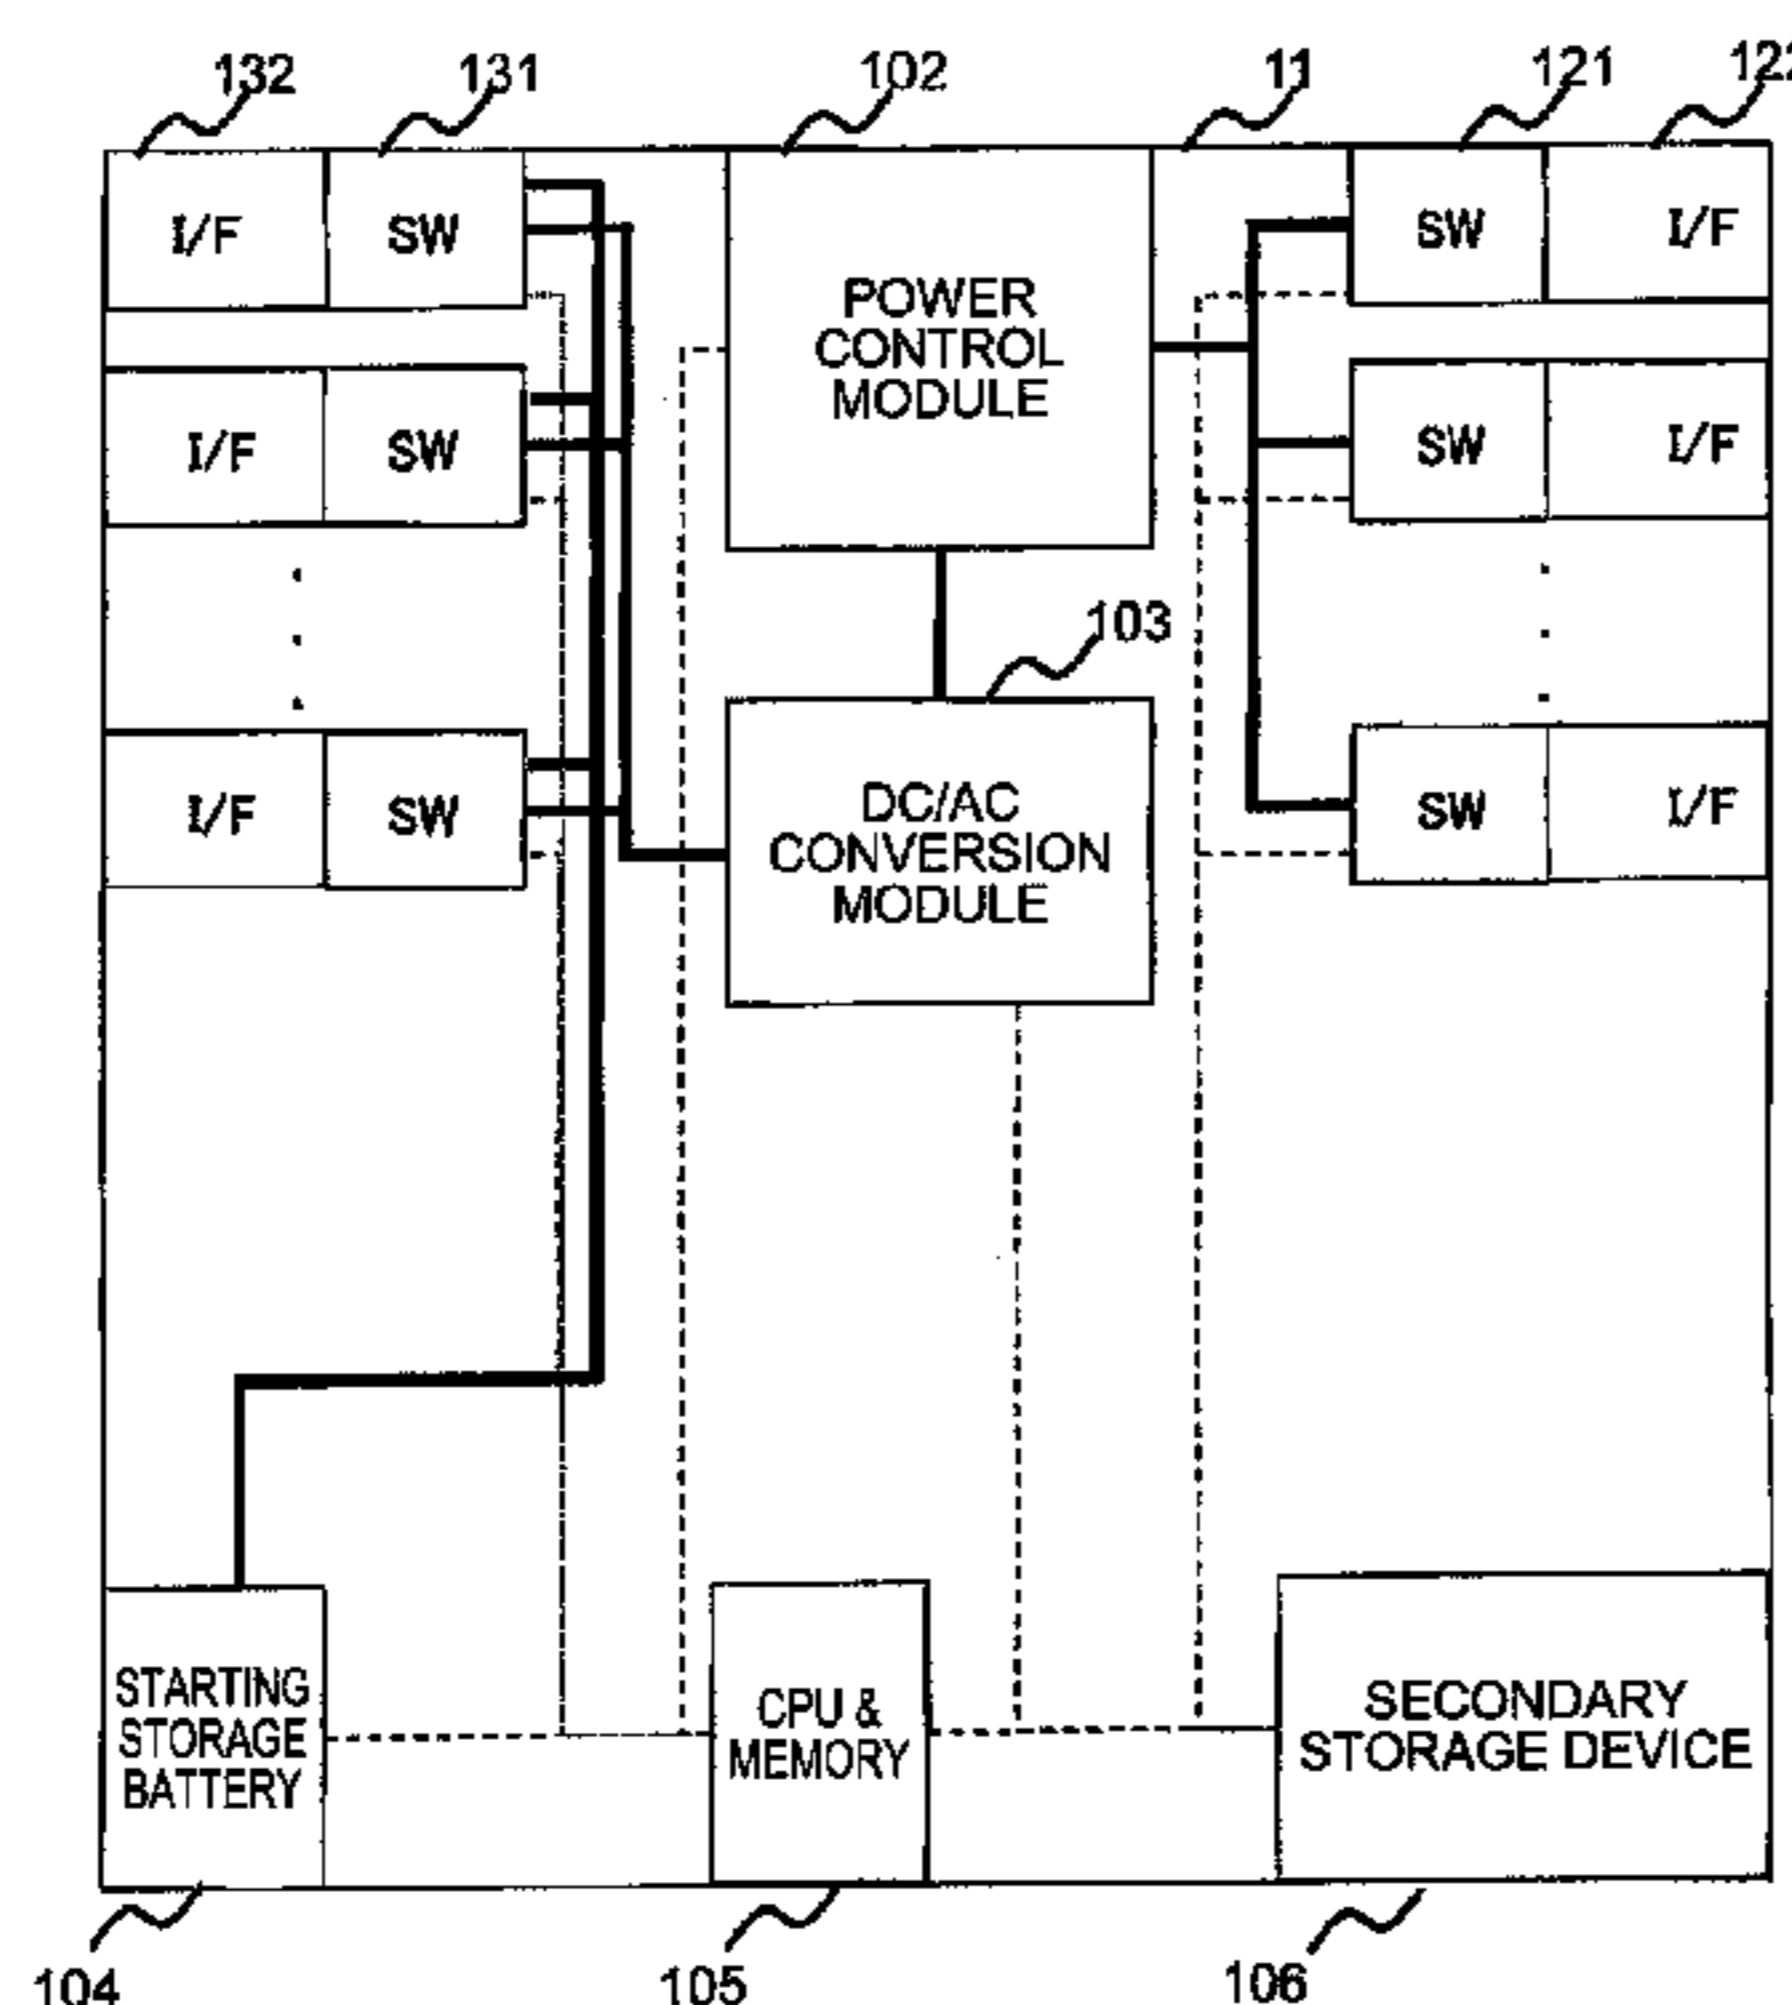 132
131
102
11
121
122
I/F
SW
POWER
CONTROL
MODULE
SW
I/F
I/F
SW
SW
I/F
103
I/F
SW
DC/AC
CONVERSION
MODULE
SW
I/F
STARTING
STORAGE
BATTERY
CPU &
MEMORY
SECONDARY
STORAGE DEVICE
104
105
106